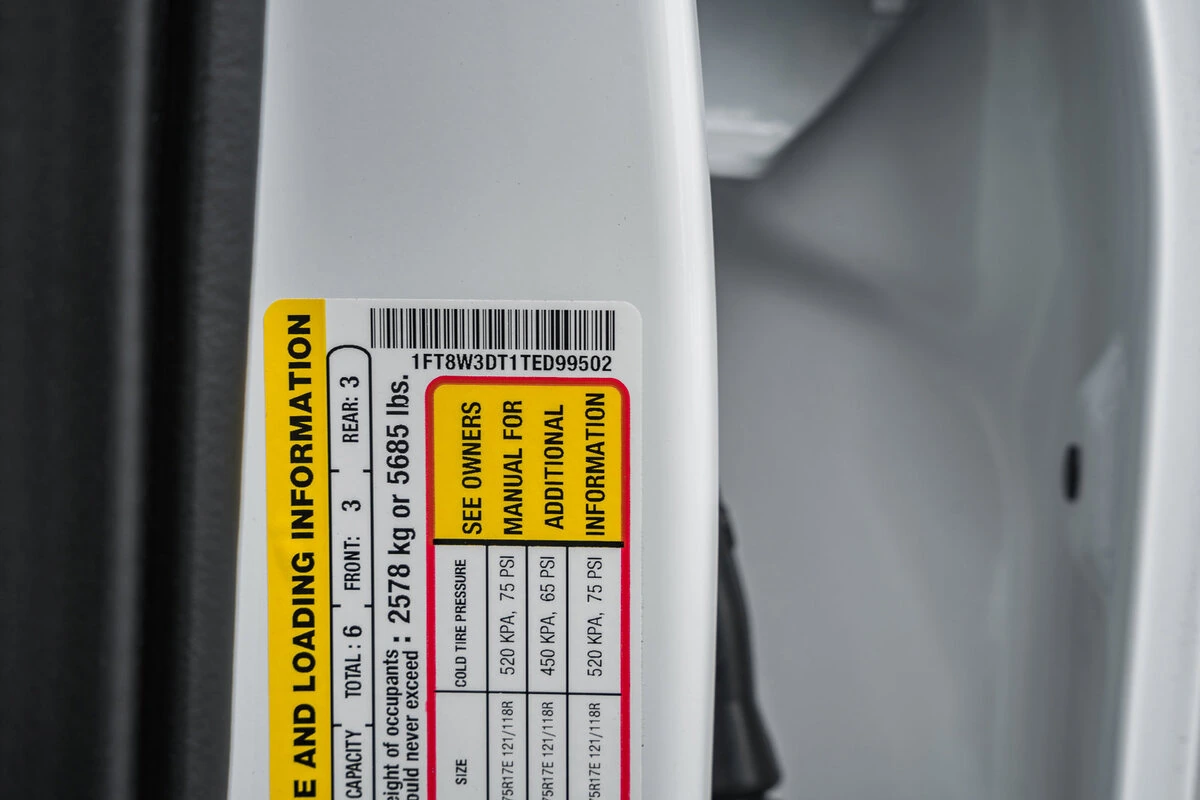 1FT8W3DT1TED99502
E AND LOADING INFORMATION
CAPACITY TOTAL : 6 FRONT: 3 REAR: 3
eight of occupants
ould never exceed : 2578 kg or 5685 lbs.
SIZE COLD TIRE PRESSURE SEE OWNERS
75R17E 121/118R 520 KPA, 75 PSI MANUAL FOR
5R17E 121/118R 450 KPA, 65 PSI ADDITIONAL
75R17E 121/118R 520 KPA, 75 PSI INFORMATION